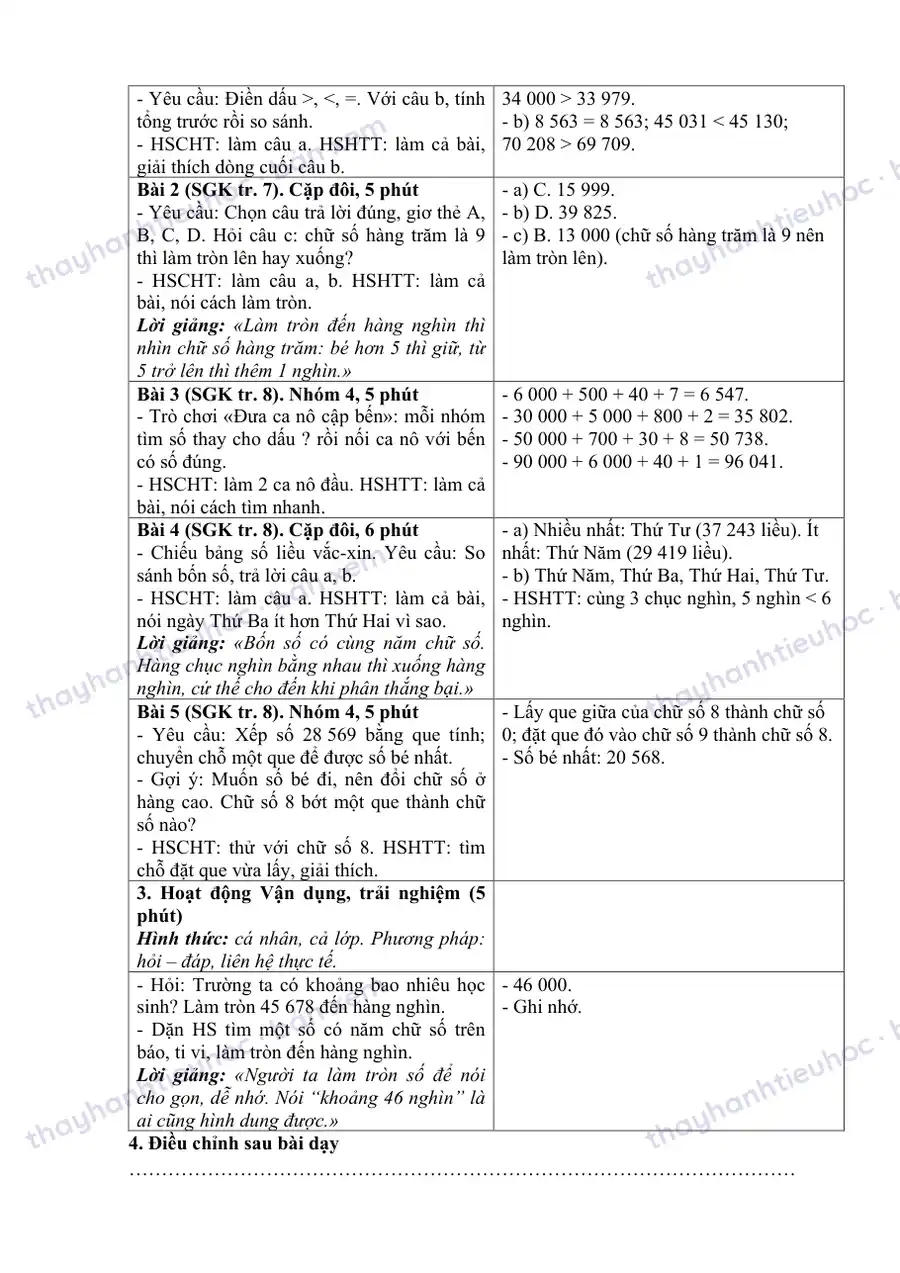 - Yêu cầu: Điền dấu >, <, =. Với câu b, tính
tổng trước rồi so sánh.
- HSCHT: làm câu a. HSHTT: làm cả bài,
giải thích dòng cuối câu b.
34 000 > 33 979.
- b) 8 563 = 8 563; 45 031 < 45 130;
70 208 > 69 709.
Bài 2 (SGK tr. 7). Cặp đôi, 5 phút
- Yêu cầu: Chọn câu trả lời đúng, giơ thẻ A,
B, C, D. Hỏi câu c: chữ số hàng trăm là 9
thì làm tròn lên hay xuống?
- HSCHT: làm câu a, b. HSHTT: làm cả
bài, nói cách làm tròn.
Lời giảng: «Làm tròn đến hàng nghìn thì
nhìn chữ số hàng trăm: bé hơn 5 thì giữ, từ
5 trở lên thì thêm 1 nghìn.»
- a) C. 15 999.
- b) D. 39 825.
- c) B. 13 000 (chữ số hàng trăm là 9 nên
làm tròn lên).
Bài 3 (SGK tr. 8). Nhóm 4, 5 phút
- Trò chơi «Đưa ca nô cập bến»: mỗi nhóm
tìm số thay cho dấu ? rồi nối ca nô với bến
có số đúng.
- HSCHT: làm 2 ca nô đầu. HSHTT: làm cả
bài, nói cách tìm nhanh.
- 6 000 + 500 + 40 + 7 = 6 547.
- 30 000 + 5 000 + 800 + 2 = 35 802.
- 50 000 + 700 + 30 + 8 = 50 738.
- 90 000 + 6 000 + 40 + 1 = 96 041.
Bài 4 (SGK tr. 8). Cặp đôi, 6 phút
- Chiếu bảng số liều vắc-xin. Yêu cầu: So
sánh bốn số, trả lời câu a, b.
- HSCHT: làm câu a. HSHTT: làm cả bài,
nói ngày Thứ Ba ít hơn Thứ Hai vì sao.
Lời giảng: «Bốn số có cùng năm chữ số.
Hàng chục nghìn bằng nhau thì xuống hàng
nghìn, cứ thế cho đến khi phân thắng bại.»
- a) Nhiều nhất: Thứ Tư (37 243 liều). Ít
nhất: Thứ Năm (29 419 liều).
- b) Thứ Năm, Thứ Ba, Thứ Hai, Thứ Tư.
- HSHTT: cùng 3 chục nghìn, 5 nghìn < 6
nghìn.
Bài 5 (SGK tr. 8). Nhóm 4, 5 phút
- Yêu cầu: Xếp số 28 569 bằng que tính;
chuyển chỗ một que để được số bé nhất.
- Gợi ý: Muốn số bé đi, nên đổi chữ số ở
hàng cao. Chữ số 8 bớt một que thành chữ
số nào?
- HSCHT: thử với chữ số 8. HSHTT: tìm
chỗ đặt que vừa lấy, giải thích.
- Lấy que giữa của chữ số 8 thành chữ số
0; đặt que đó vào chữ số 9 thành chữ số 8.
- Số bé nhất: 20 568.
3. Hoạt động Vận dụng, trải nghiệm (5
phút)
Hình thức: cá nhân, cả lớp. Phương pháp:
hỏi – đáp, liên hệ thực tế.
- Hỏi: Trường ta có khoảng bao nhiêu học
sinh? Làm tròn 45 678 đến hàng nghìn.
- Dặn HS tìm một số có năm chữ số trên
báo, ti vi, làm tròn đến hàng nghìn.
Lời giảng: «Người ta làm tròn số để nói
cho gọn, dễ nhớ. Nói “khoảng 46 nghìn” là
ai cũng hình dung được.»
- 46 000.
- Ghi nhớ.
4. Điều chỉnh sau bài dạy
……………………………………………………………………………………………
thayhanhtieuhoc · bản xem
thayhanhtieuhoc · b
thayhanhtieuhoc · bản xem
thayhanhtieuhoc · b
thayhanhtieuhoc · bản xem
thayhanhtieuhoc · b